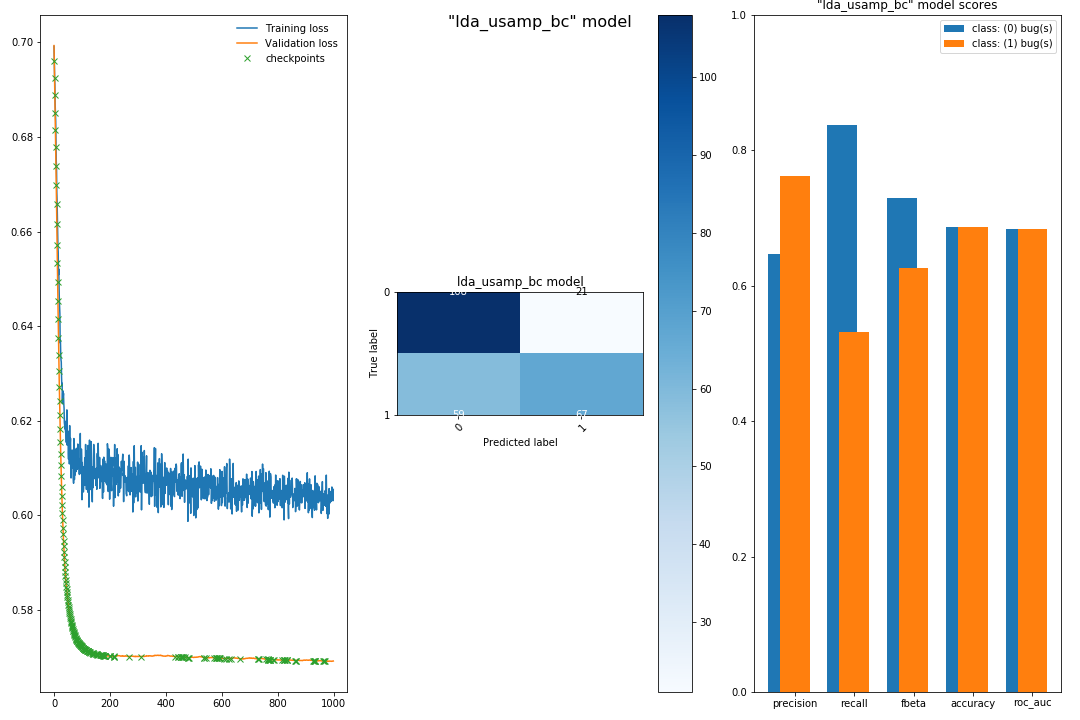 "lda_usamp_bc" model
"lda_usamp_bc" model scores
Training loss
Validation loss
checkpoints
0.70
0.68
0.66
0.64
0.62
0.60
0.58
0
200
400
600
800
1000
lda_usamp_bc model
0
21
True label
1
59
67
0
1
Predicted label
100
90
80
70
60
50
40
30
class: (0) bug(s)
class: (1) bug(s)
1.0
0.8
0.6
0.4
0.2
0.0
precision
recall
fbeta
accuracy
roc_auc